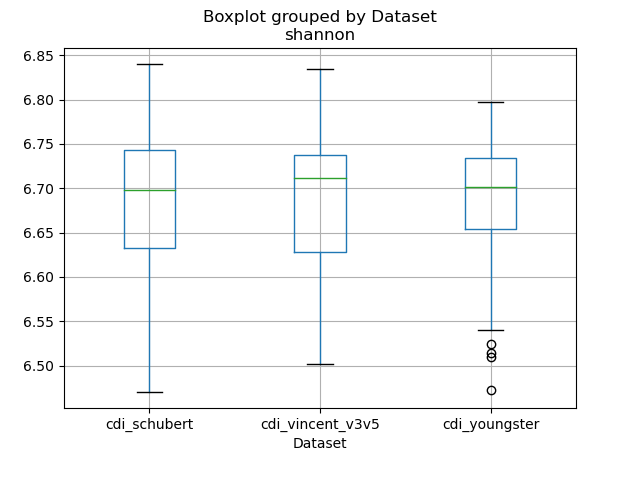 Boxplot grouped by Dataset
shannon
6.85
6.80
6.75
6.70
6.65
6.60
6.55
6.50
cdi_schubert cdi_vincent_v3v5 cdi_youngster
Dataset